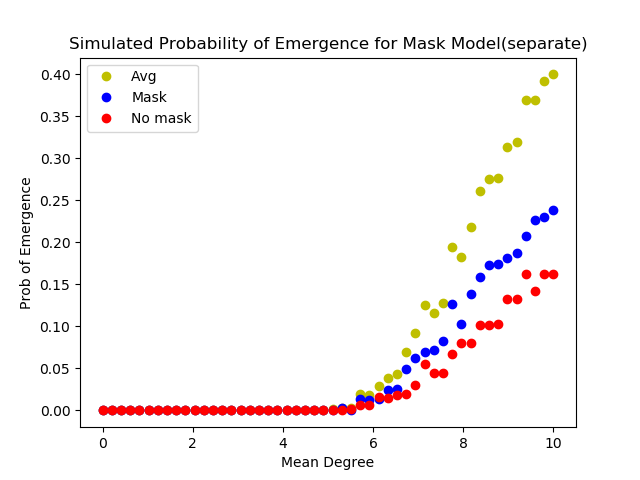 Simulated Probability of Emergence for Mask Model(separate)
0.40
0.35
0.30
0.25
0.20
0.15
0.10
0.05
0.00
Prob of Emergence
Avg
Mask
No mask
0 2 4 6 8 10
Mean Degree